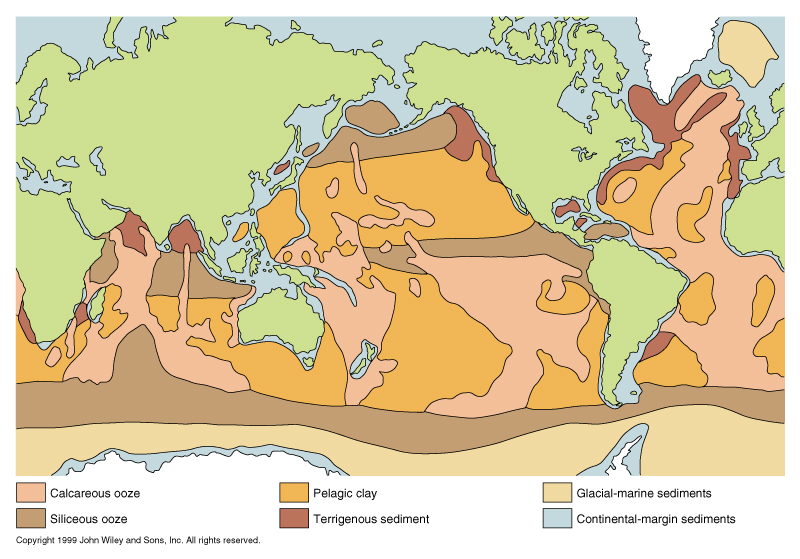 Calcareous ooze
Pelagic clay
Glacial-marine sediments
Siliceous ooze
Terrigenous sediment
Continental-margin sediments
Copyright 1999 John Wiley and Sons, Inc. All rights reserved.